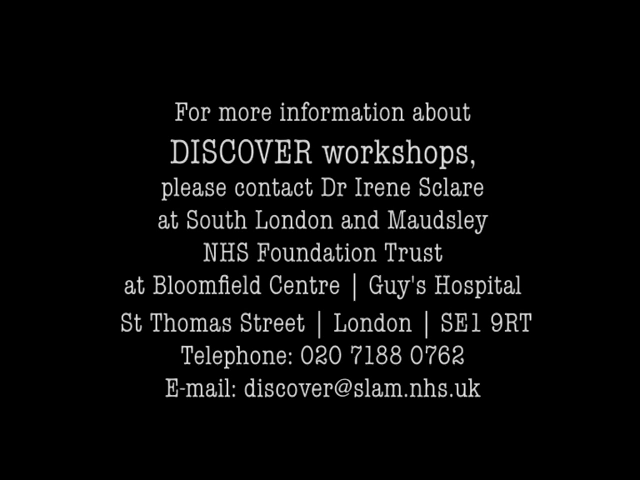 For more information about
DISCOVER workshops,
please contact Dr Irene Sclare
at South London and Maudsley
NHS Foundation Trust
at Bloomfield Centre | Guy's Hospital
St Thomas Street | London | SE1 9RT
Telephone: 020 7188 0762
E-mail: discover@slam.nhs.uk